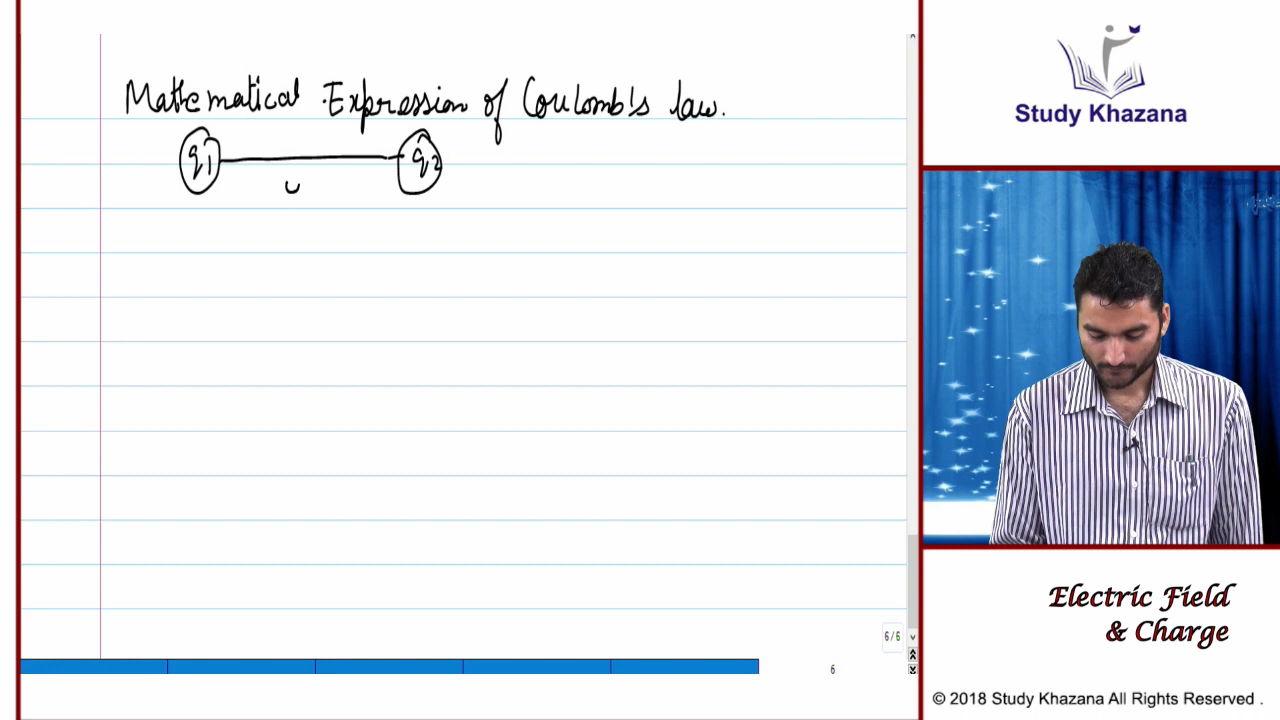 Mathematical Expression of Coulomb's law.
q1 q2
Study Khazana
6/6
6
Electric Field
& Charge
© 2018 Study Khazana All Rights Reserved .